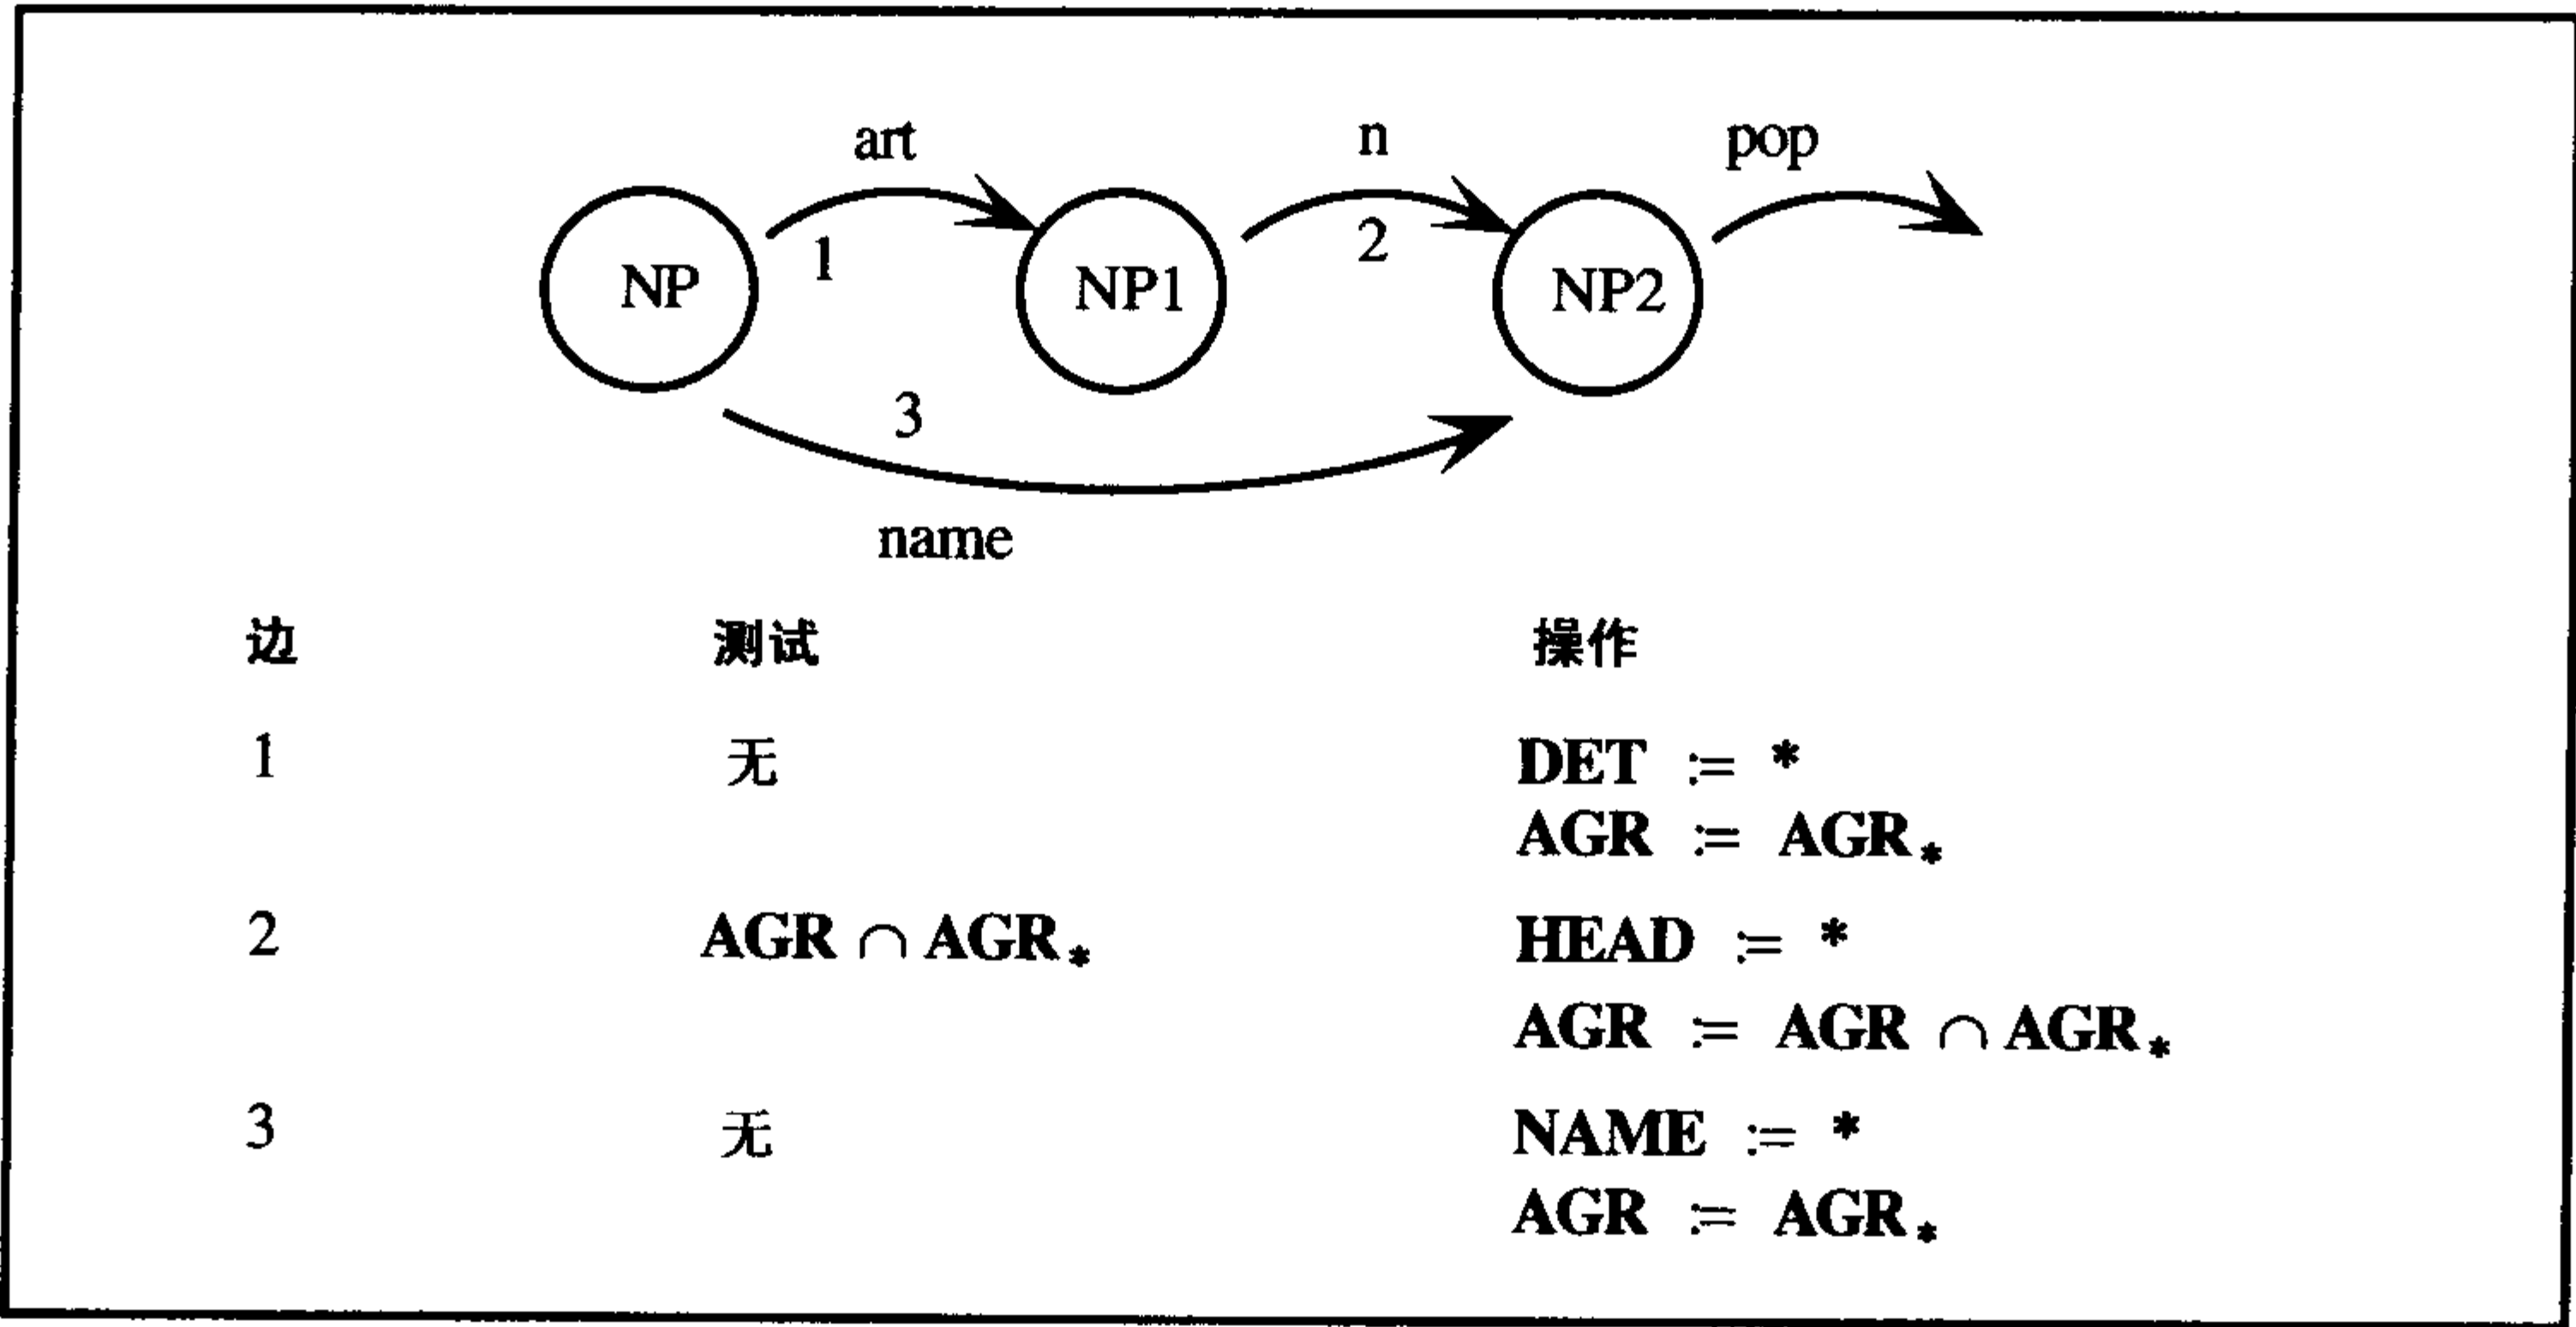 art n pop
1 2
NP NP1 NP2
3
name
边 测试 操作
1 无 DET := *
AGR := AGR*
2 AGR ∩ AGR* HEAD := *
AGR := AGR ∩ AGR*
3 无 NAME := *
AGR := AGR*